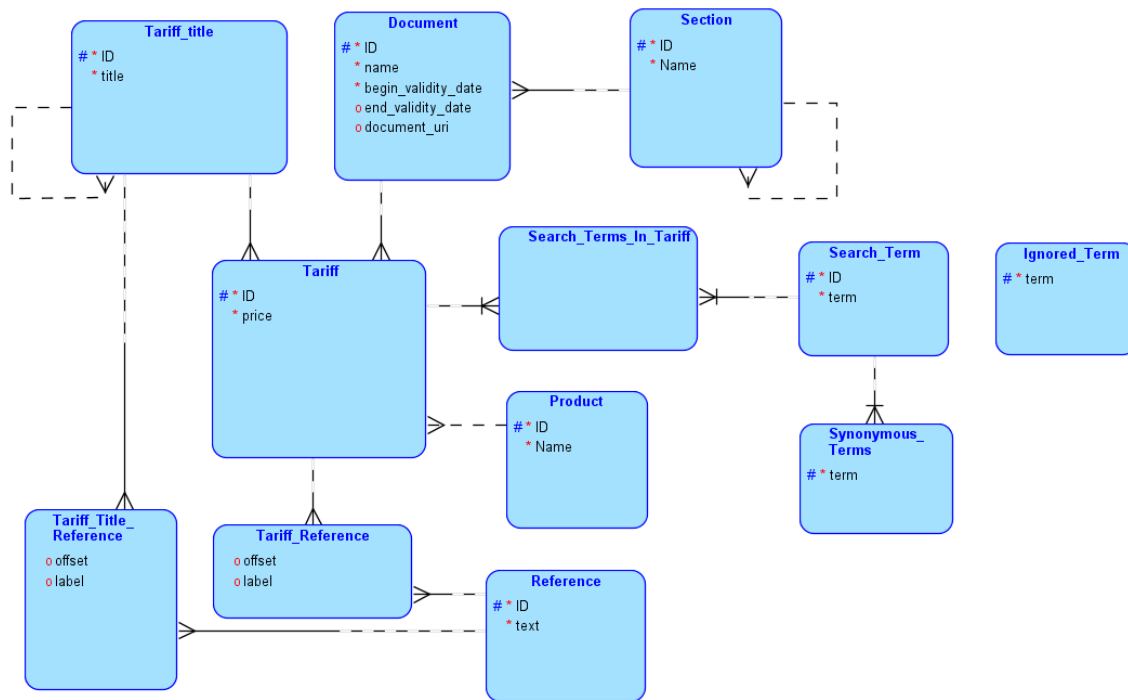 Tariff_title
# * ID
* title
Document
# * ID
* name
* begin_validity_date
o end_validity_date
o document_uri
Section
# * ID
* Name
Search_Terms_In_Tariff
Search_Term
# * ID
* term
Ignored_Term
# * term
Tariff
# * ID
* price
Product
# * ID
* Name
Synonymous_
Terms
# * term
Tariff_Title_
Reference
o offset
o label
Tariff_Reference
o offset
o label
Reference
# * ID
* text